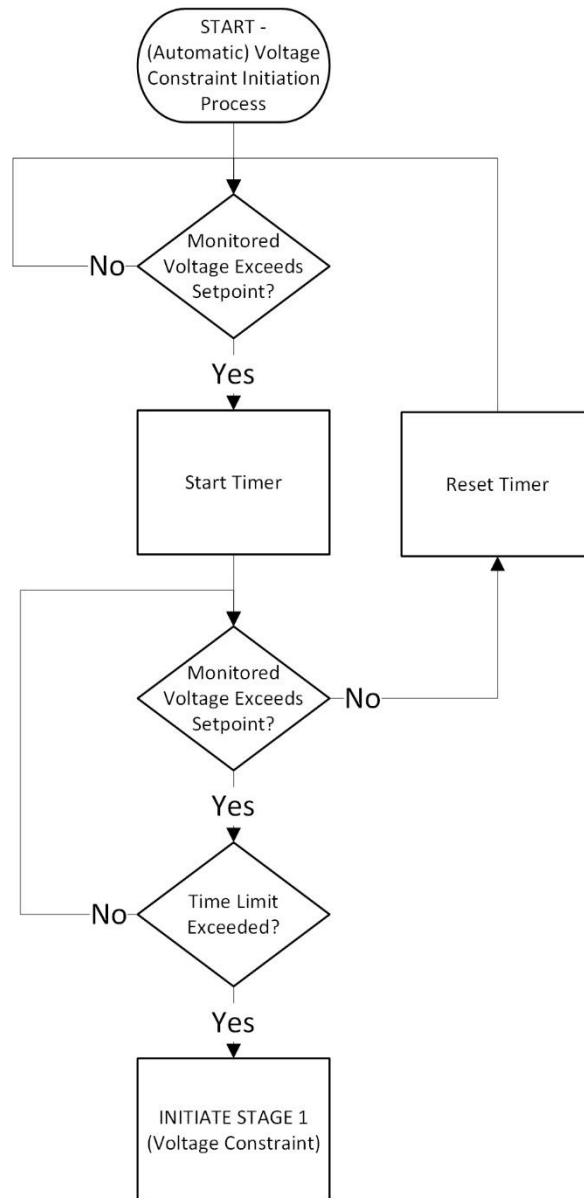 START -
(Automatic) Voltage
Constraint Initiation
Process
Monitored
Voltage Exceeds
Setpoint?
No
Yes
Start Timer
Reset Timer
Monitored
Voltage Exceeds
Setpoint?
No
Yes
Time Limit
Exceeded?
No
Yes
INITIATE STAGE 1
(Voltage Constraint)